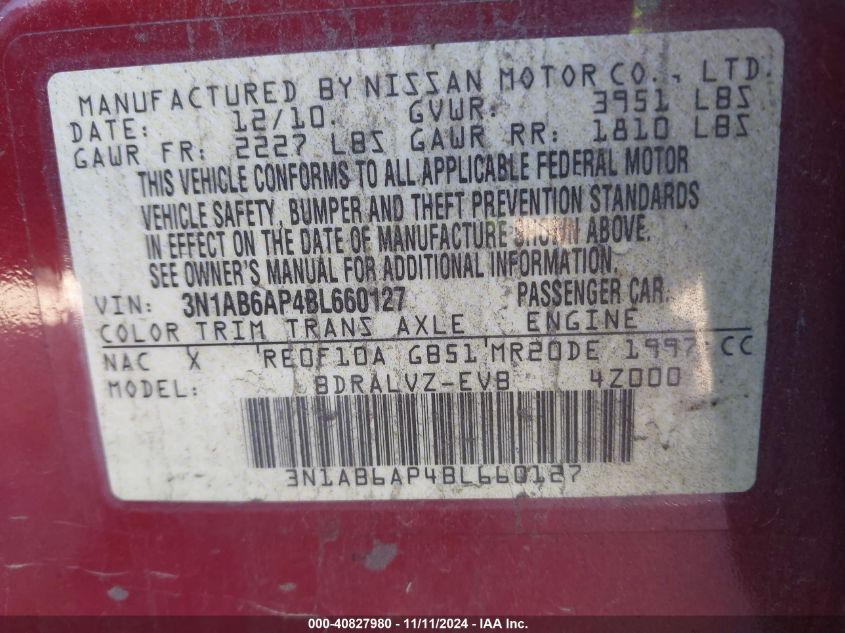 MANUFACTURED BY NISSAN MOTOR CO., LTD.
DATE: 12/10. GVWR: 3951 LBS
GAWR FR: 2227 LBS GAWR RR: 1810 LBS
THIS VEHICLE CONFORMS TO ALL APPLICABLE FEDERAL MOTOR
VEHICLE SAFETY, BUMPER AND THEFT PREVENTION STANDARDS
IN EFFECT ON THE DATE OF MANUFACTURE SHOWN ABOVE.
SEE OWNER'S MANUAL FOR ADDITIONAL INFORMATION.
VIN: 3N1AB6AP4BL660127 PASSENGER CAR.
COLOR TRIM TRANS AXLE ENGINE
NAC X RE0F10A GB51 MR20DE 1997 CC
MODEL: BDRALVZ-EVB 4Z000
3N1AB6AP4BL660127
000-40827980 - 11/11/2024 - IAA Inc.